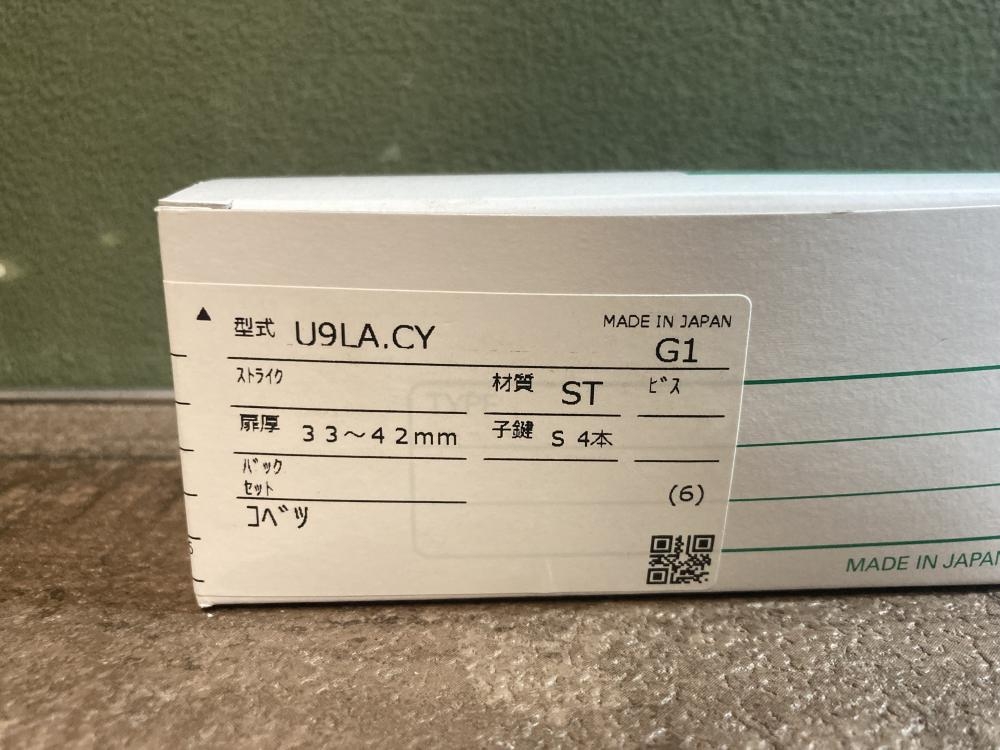 ▲ 型式 U9LA.CY MADE IN JAPAN
G1
ｽﾄﾗｲｸ 材質 ST ﾋﾞｽ
扉厚 33～42mm 子鍵 S 4本
ﾊﾞｯｸ
ｾｯﾄ (6)
ｺﾍﾞﾂ
TYPE
MADE IN JAPAN